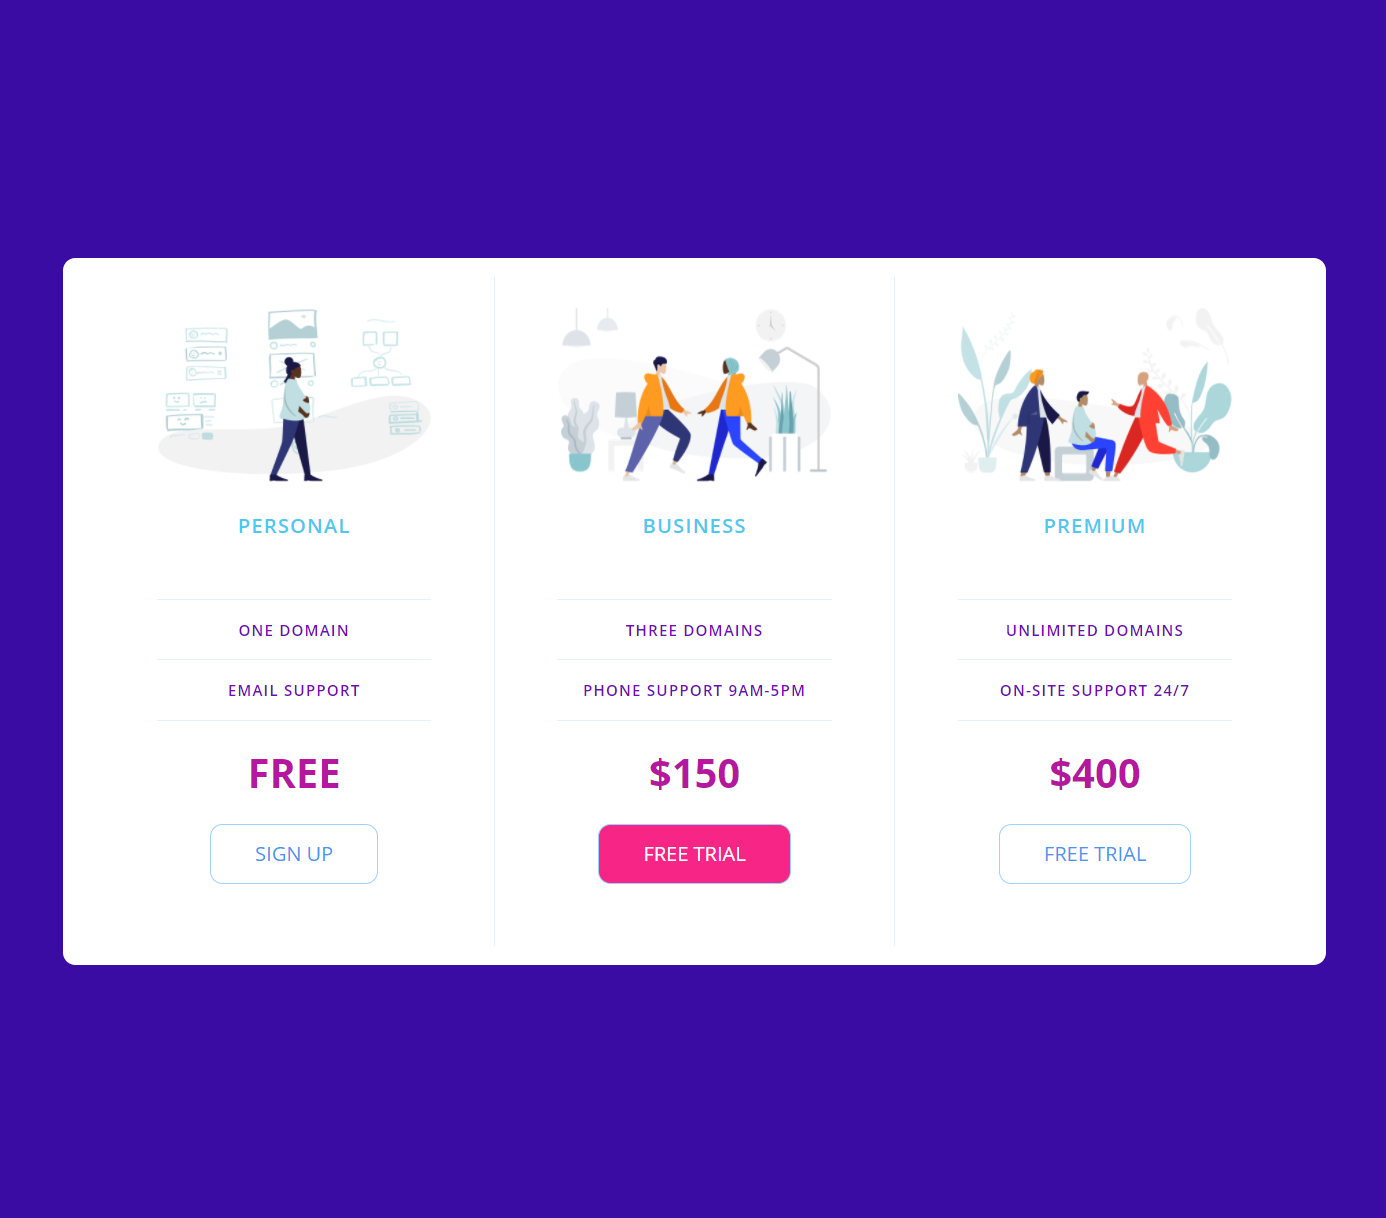 PERSONAL
ONE DOMAIN
EMAIL SUPPORT
FREE
SIGN UP
BUSINESS
THREE DOMAINS
PHONE SUPPORT 9AM-5PM
$150
FREE TRIAL
PREMIUM
UNLIMITED DOMAINS
ON-SITE SUPPORT 24/7
$400
FREE TRIAL